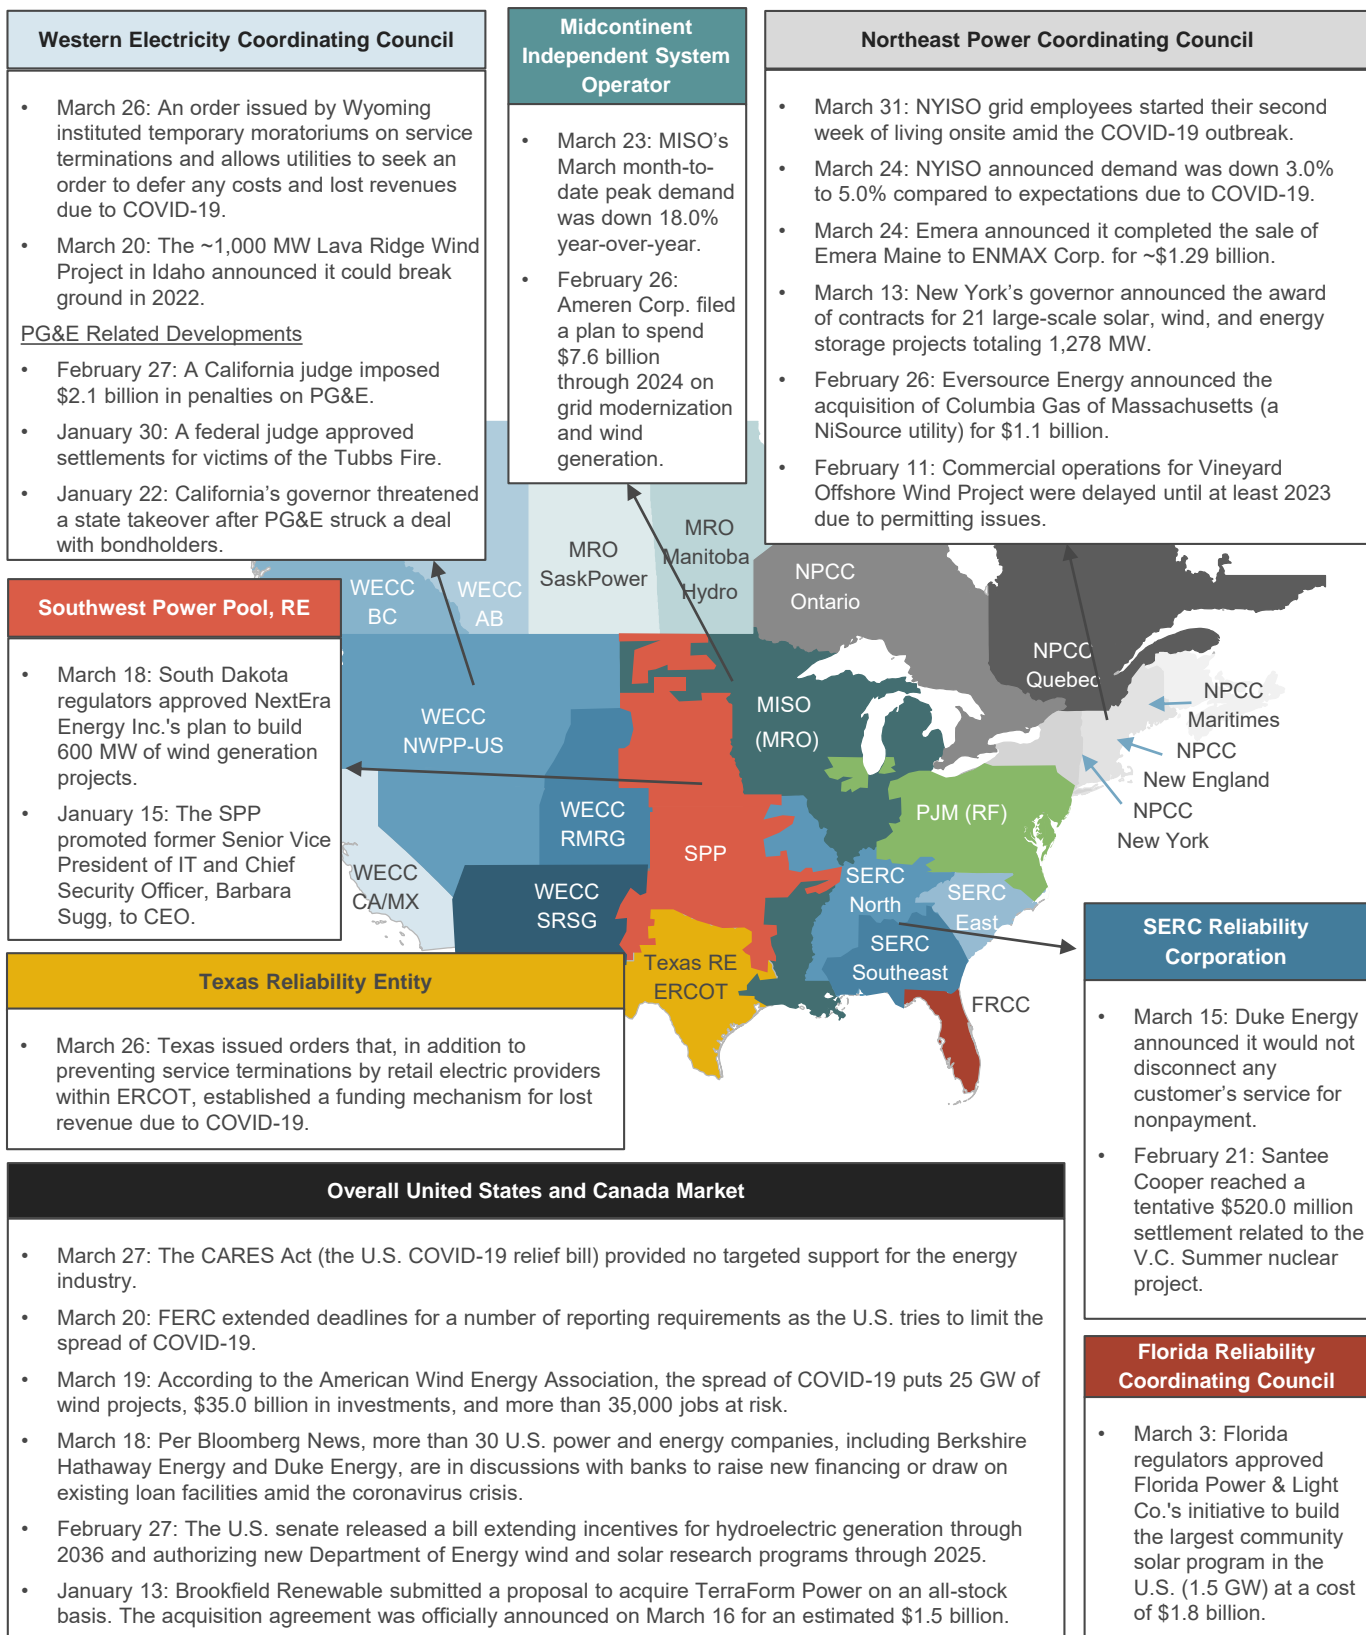 Western Electricity Coordinating Council
• March 26: An order issued by Wyoming
instituted temporary moratoriums on service
terminations and allows utilities to seek an
order to defer any costs and lost revenues
due to COVID-19.
• March 20: The ~1,000 MW Lava Ridge Wind
Project in Idaho announced it could break
ground in 2022.
PG&E Related Developments
• February 27: A California judge imposed
$2.1 billion in penalties on PG&E.
• January 30: A federal judge approved
settlements for victims of the Tubbs Fire.
• January 22: California's governor threatened
a state takeover after PG&E struck a deal
with bondholders.
Midcontinent
Independent System
Operator
• March 23: MISO's
March month-to-
date peak demand
was down 18.0%
year-over-year.
• February 26:
Ameren Corp. filed
a plan to spend
$7.6 billion
through 2024 on
grid modernization
and wind
generation.
Northeast Power Coordinating Council
• March 31: NYISO grid employees started their second
week of living onsite amid the COVID-19 outbreak.
• March 24: NYISO announced demand was down 3.0%
to 5.0% compared to expectations due to COVID-19.
• March 24: Emera announced it completed the sale of
Emera Maine to ENMAX Corp. for ~$1.29 billion.
• March 13: New York's governor announced the award
of contracts for 21 large-scale solar, wind, and energy
storage projects totaling 1,278 MW.
• February 26: Eversource Energy announced the
acquisition of Columbia Gas of Massachusetts (a
NiSource utility) for $1.1 billion.
• February 11: Commercial operations for Vineyard
Offshore Wind Project were delayed until at least 2023
due to permitting issues.
WECC
BC
WECC
AB
MRO
SaskPower
MRO
Manitoba
Hydro
NPCC
Ontario
NPCC
Quebec
NPCC
Maritimes
NPCC
New England
NPCC
New York
WECC
NWPP-US
MISO
(MRO)
WECC
RMRG
SPP
PJM (RF)
WECC
CA/MX
WECC
SRSG
SERC
North
SERC
East
SERC
Southeast
Texas RE
ERCOT
FRCC
Southwest Power Pool, RE
• March 18: South Dakota
regulators approved NextEra
Energy Inc.'s plan to build
600 MW of wind generation
projects.
• January 15: The SPP
promoted former Senior Vice
President of IT and Chief
Security Officer, Barbara
Sugg, to CEO.
Texas Reliability Entity
• March 26: Texas issued orders that, in addition to
preventing service terminations by retail electric providers
within ERCOT, established a funding mechanism for lost
revenue due to COVID-19.
SERC Reliability
Corporation
• March 15: Duke Energy
announced it would not
disconnect any
customer's service for
nonpayment.
• February 21: Santee
Cooper reached a
tentative $520.0 million
settlement related to the
V.C. Summer nuclear
project.
Overall United States and Canada Market
• March 27: The CARES Act (the U.S. COVID-19 relief bill) provided no targeted support for the energy
industry.
• March 20: FERC extended deadlines for a number of reporting requirements as the U.S. tries to limit the
spread of COVID-19.
• March 19: According to the American Wind Energy Association, the spread of COVID-19 puts 25 GW of
wind projects, $35.0 billion in investments, and more than 35,000 jobs at risk.
• March 18: Per Bloomberg News, more than 30 U.S. power and energy companies, including Berkshire
Hathaway Energy and Duke Energy, are in discussions with banks to raise new financing or draw on
existing loan facilities amid the coronavirus crisis.
• February 27: The U.S. senate released a bill extending incentives for hydroelectric generation through
2036 and authorizing new Department of Energy wind and solar research programs through 2025.
• January 13: Brookfield Renewable submitted a proposal to acquire TerraForm Power on an all-stock
basis. The acquisition agreement was officially announced on March 16 for an estimated $1.5 billion.
Florida Reliability
Coordinating Council
• March 3: Florida
regulators approved
Florida Power & Light
Co.'s initiative to build
the largest community
solar program in the
U.S. (1.5 GW) at a cost
of $1.8 billion.